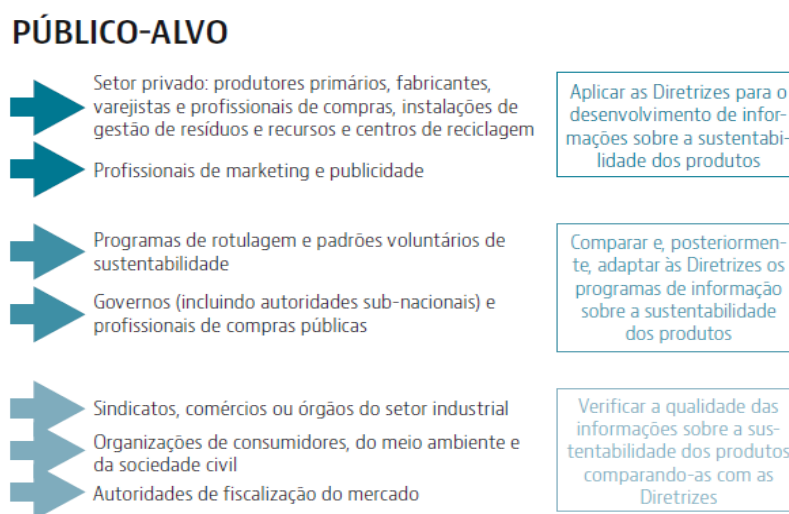 PÚBLICO-ALVO
Setor privado: produtores primários, fabricantes,
varejistas e profissionais de compras, instalações de
gestão de resíduos e recursos e centros de reciclagem
Profissionais de marketing e publicidade
Aplicar as Diretrizes para o
desenvolvimento de infor-
mações sobre a sustentabi-
lidade dos produtos
Programas de rotulagem e padrões voluntários de
sustentabilidade
Governos (incluindo autoridades sub-nacionais) e
profissionais de compras públicas
Comparar e, posteriormen-
te, adaptar às Diretrizes os
programas de informação
sobre a sustentabilidade
dos produtos
Sindicatos, comércios ou órgãos do setor industrial
Organizações de consumidores, do meio ambiente e
da sociedade civil
Autoridades de fiscalização do mercado
Verificar a qualidade das
informações sobre a sus-
tentabilidade dos produtos
comparando-as com as
Diretrizes